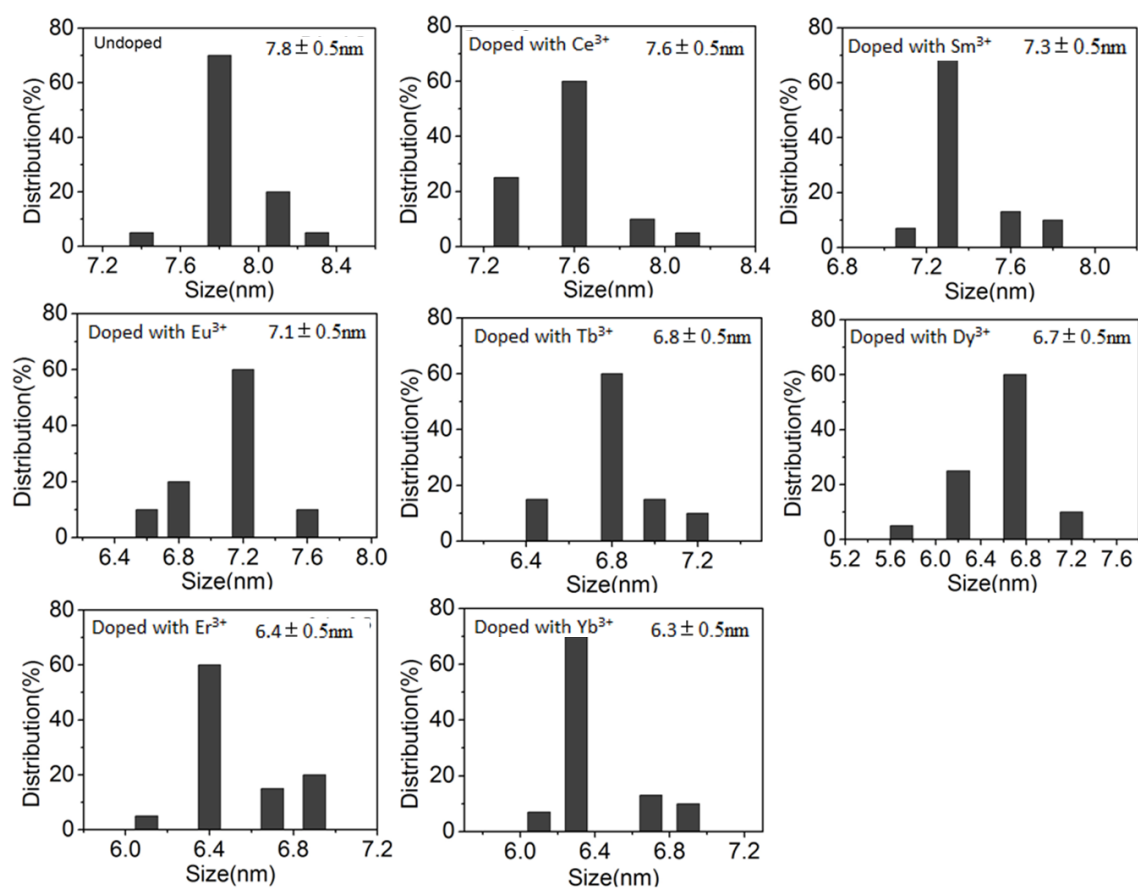 Undoped 7.8 ± 0.5nm
Distribution(%)
80
60
40
20
0
7.2 7.6 8.0 8.4
Size(nm)
Doped with Ce³⁺ 7.6 ± 0.5nm
Distribution(%)
80
60
40
20
0
7.2 7.6 8.0 8.4
Size(nm)
Doped with Sm³⁺ 7.3 ± 0.5nm
Distribution(%)
80
60
40
20
0
6.8 7.2 7.6 8.0
Size(nm)
Doped with Eu³⁺ 7.1 ± 0.5nm
Distribution(%)
80
60
40
20
0
6.4 6.8 7.2 7.6 8.0
Size(nm)
Doped with Tb³⁺ 6.8 ± 0.5nm
Distribution(%)
80
60
40
20
0
6.4 6.8 7.2
Size(nm)
Doped with Dy³⁺ 6.7 ± 0.5nm
Distribution(%)
80
60
40
20
0
5.2 5.6 6.0 6.4 6.8 7.2 7.6
Size(nm)
Doped with Er³⁺ 6.4 ± 0.5nm
Distribution(%)
80
60
40
20
0
6.0 6.4 6.8 7.2
Size(nm)
Doped with Yb³⁺ 6.3 ± 0.5nm
Distribution(%)
80
60
40
20
0
6.0 6.4 6.8 7.2
Size(nm)